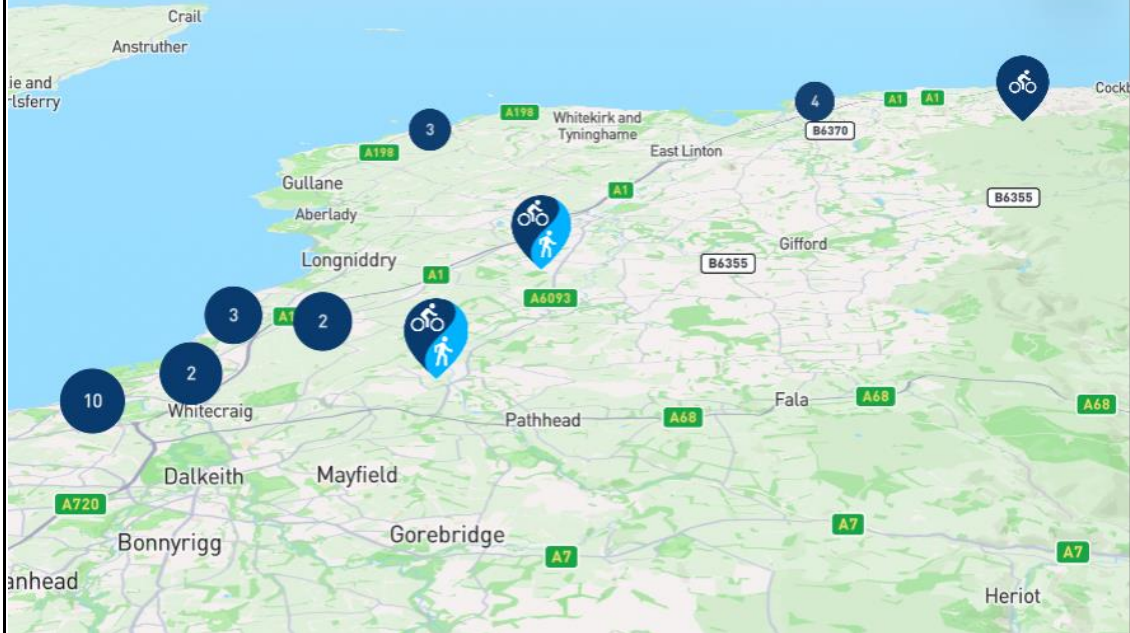 Crail
Anstruther
ie and
rlsferry
Cockb
A1
A1
4
A198
3
Whitekirk and
Tyninghame
B6370
A198
East Linton
Gullane
A1
B6355
Aberlady
Gifford
Longniddry
B6355
A1
A6093
3
A1
2
2
10
Whitecraig
Pathhead
A68
Fala
A68
A68
Dalkeith
Mayfield
A720
Bonnyrigg
Gorebridge
A7
A7
A7
anhead
Heriot